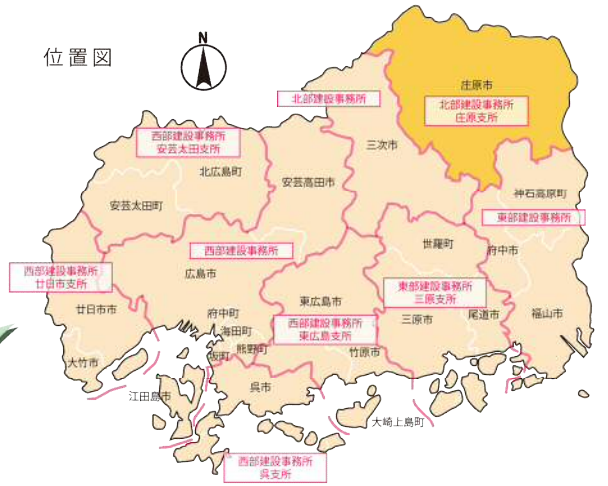 位置図
N
庄原市
北部建設事務所
庄原支所
北部建設事務所
西部建設事務所
安芸太田支所
三次市
北広島町
安芸高田市
神石高原町
安芸太田町
東部建設事務所
世羅町
府中市
西部建設事務所
広島市
西部建設事務所
廿日市支所
東部建設事務所
三原支所
東広島市
廿日市市
府中町
海田町
西部建設事務所
東広島支所
三原市
尾道市
福山市
坂町
熊野町
竹原市
大竹市
呉市
江田島市
大崎上島町
西部建設事務所
呉支所